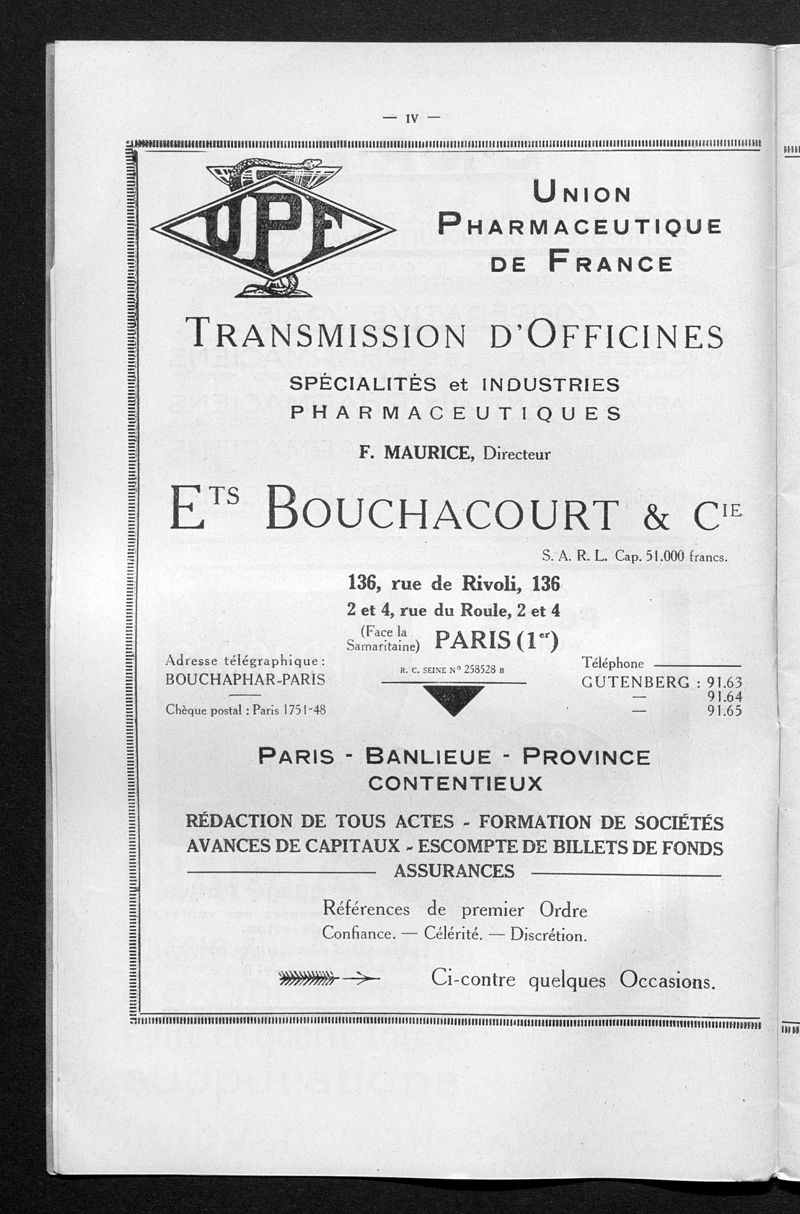 — IV —
UPF
UNION
PHARMACEUTIQUE
DE FRANCE
TRANSMISSION D'OFFICINES
SPÉCIALITÉS et INDUSTRIES
PHARMACEUTIQUES
F. MAURICE, Directeur
ETS BOUCHACOURT & CIE
S. A. R. L. Cap. 51.000 francs.
136, rue de Rivoli, 136
2 et 4, rue du Roule, 2 et 4
(Face la
Samaritaine) PARIS (1er)
Adresse télégraphique :
BOUCHAPHAR-PARIS
Chèque postal : Paris 1751-48
R. C. SEINE No 258528 B
Téléphone
GUTENBERG : 91.63
— 91.64
— 91.65
PARIS - BANLIEUE - PROVINCE
CONTENTIEUX
RÉDACTION DE TOUS ACTES - FORMATION DE SOCIÉTÉS
AVANCES DE CAPITAUX - ESCOMPTE DE BILLETS DE FONDS
ASSURANCES
Références de premier Ordre
Confiance. — Célérité. — Discrétion.
Ci-contre quelques Occasions.